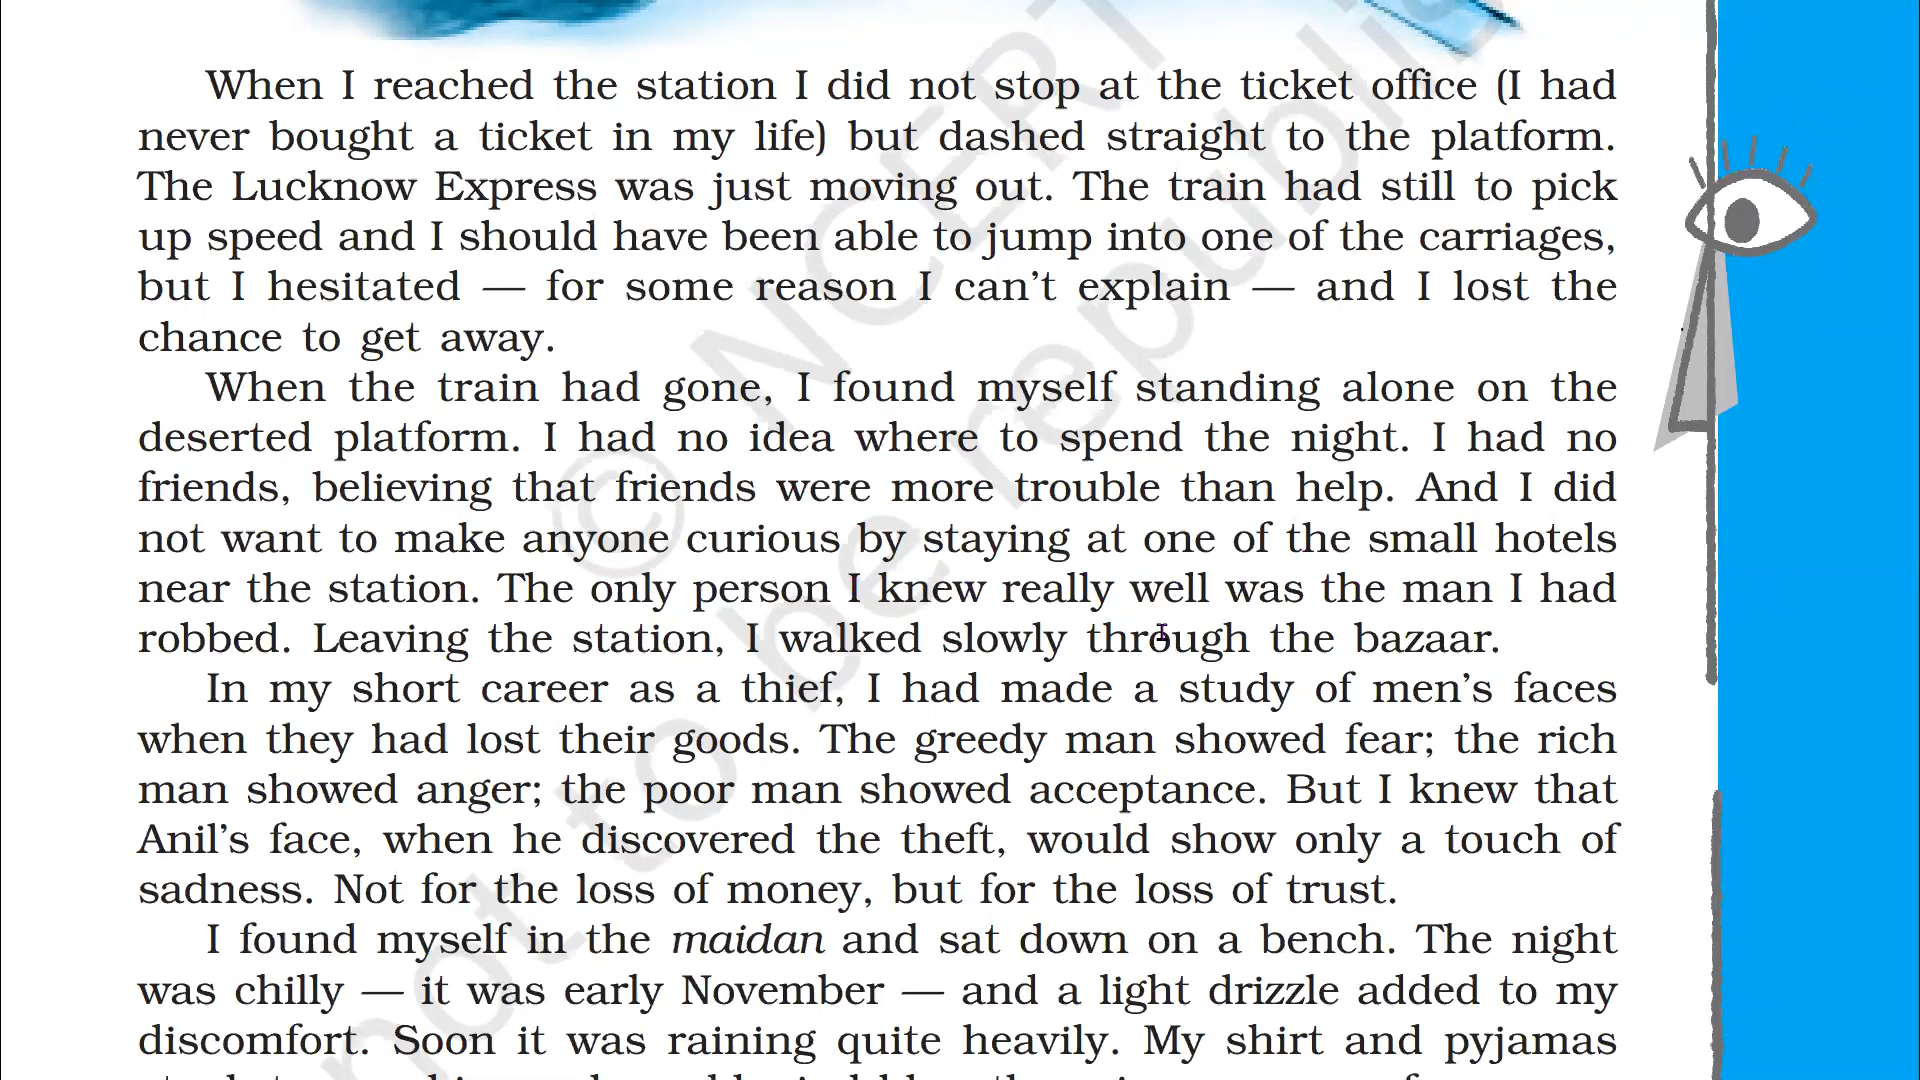 When I reached the station I did not stop at the ticket office (I had
never bought a ticket in my life) but dashed straight to the platform.
The Lucknow Express was just moving out. The train had still to pick
up speed and I should have been able to jump into one of the carriages,
but I hesitated — for some reason I can't explain — and I lost the
chance to get away.
When the train had gone, I found myself standing alone on the
deserted platform. I had no idea where to spend the night. I had no
friends, believing that friends were more trouble than help. And I did
not want to make anyone curious by staying at one of the small hotels
near the station. The only person I knew really well was the man I had
robbed. Leaving the station, I walked slowly through the bazaar.
In my short career as a thief, I had made a study of men's faces
when they had lost their goods. The greedy man showed fear; the rich
man showed anger; the poor man showed acceptance. But I knew that
Anil's face, when he discovered the theft, would show only a touch of
sadness. Not for the loss of money, but for the loss of trust.
I found myself in the maidan and sat down on a bench. The night
was chilly — it was early November — and a light drizzle added to my
discomfort. Soon it was raining quite heavily. My shirt and pyjamas
© NCERT
not to be republis